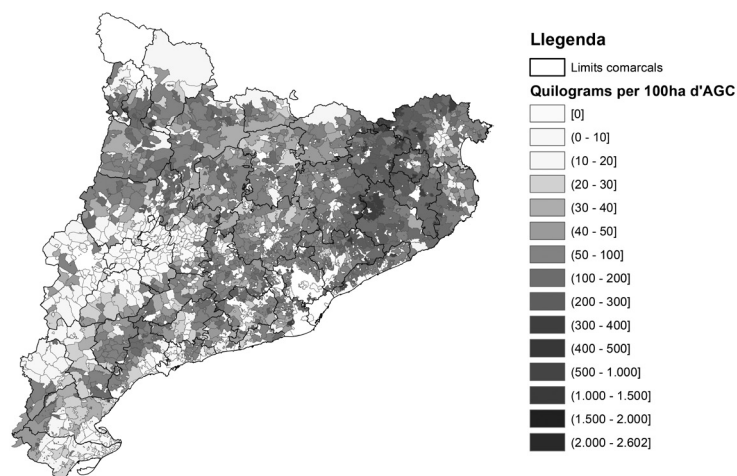 Llegenda
Limits comarcals
Quilograms per 100ha d'AGC
[0]
(0 - 10]
(10 - 20]
(20 - 30]
(30 - 40]
(40 - 50]
(50 - 100]
(100 - 200]
(200 - 300]
(300 - 400]
(400 - 500]
(500 - 1.000]
(1.000 - 1.500]
(1.500 - 2.000]
(2.000 - 2.602]